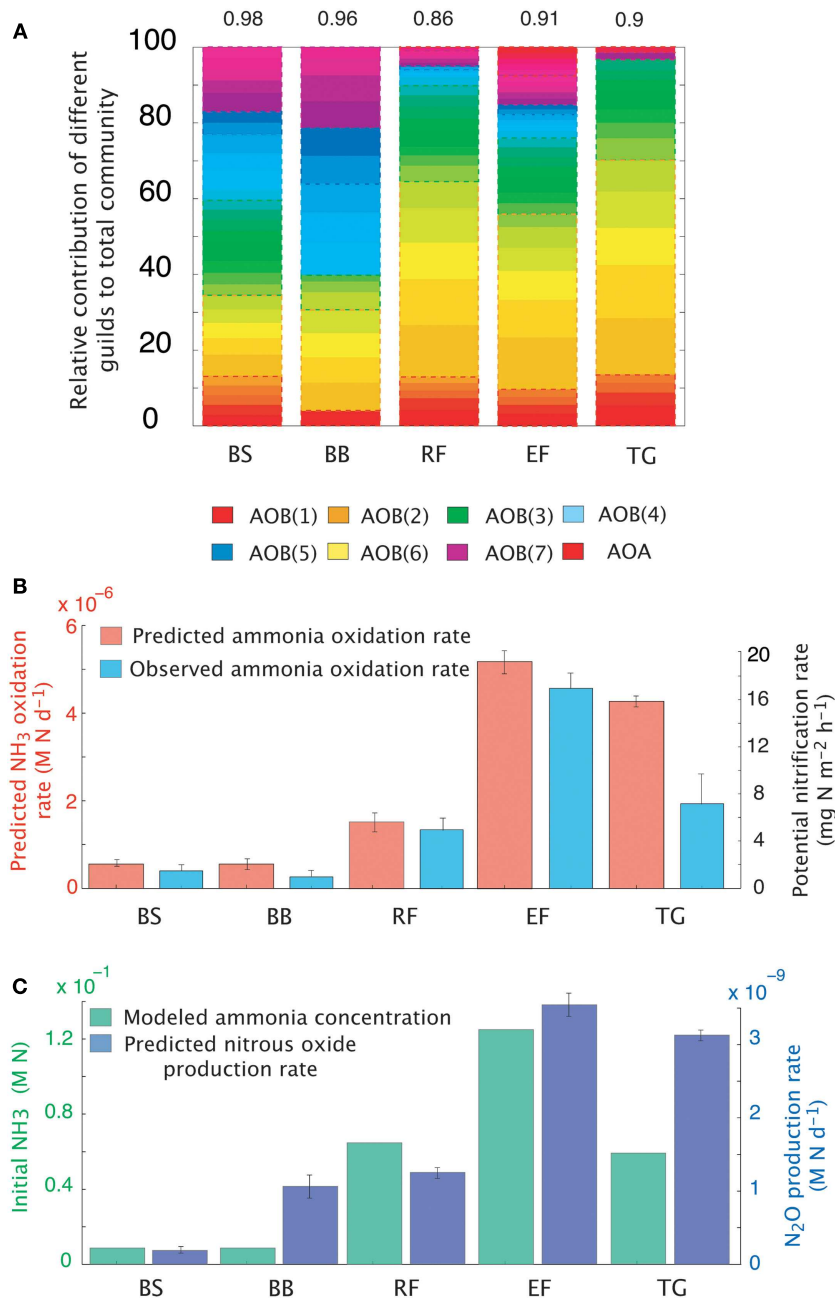 A
0.98 0.96 0.86 0.91 0.9
Relative contribution of different
guilds to total community
100
80
60
40
20
0
BS BB RF EF TG
AOB(1) AOB(2) AOB(3) AOB(4)
AOB(5) AOB(6) AOB(7) AOA
B
x 10⁻⁶
Predicted NH₃ oxidation
rate (M N d⁻¹)
6
4
2
0
Predicted ammonia oxidation rate
Observed ammonia oxidation rate
20
16
12
8
4
0
Potential nitrification rate
(mg N m⁻² h⁻¹)
BS BB RF EF TG
C
x 10⁻¹
Initial NH3 (M N)
1.2
0.8
0.4
0
Modeled ammonia concentration
Predicted nitrous oxide
production rate
x 10⁻⁹
3
2
1
0
N₂O production rate
(M N d⁻¹)
BS BB RF EF TG